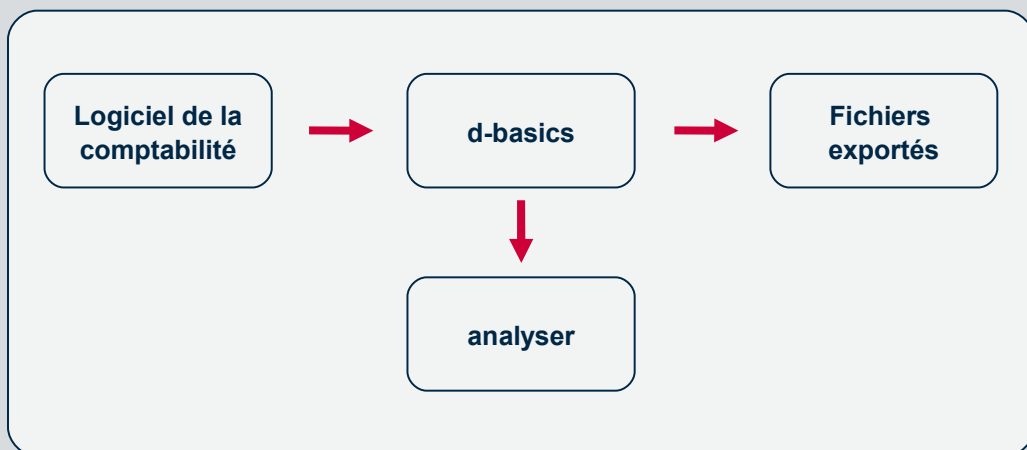 Logiciel de la
comptabilité
d-basics
Fichiers
exportés
analyser